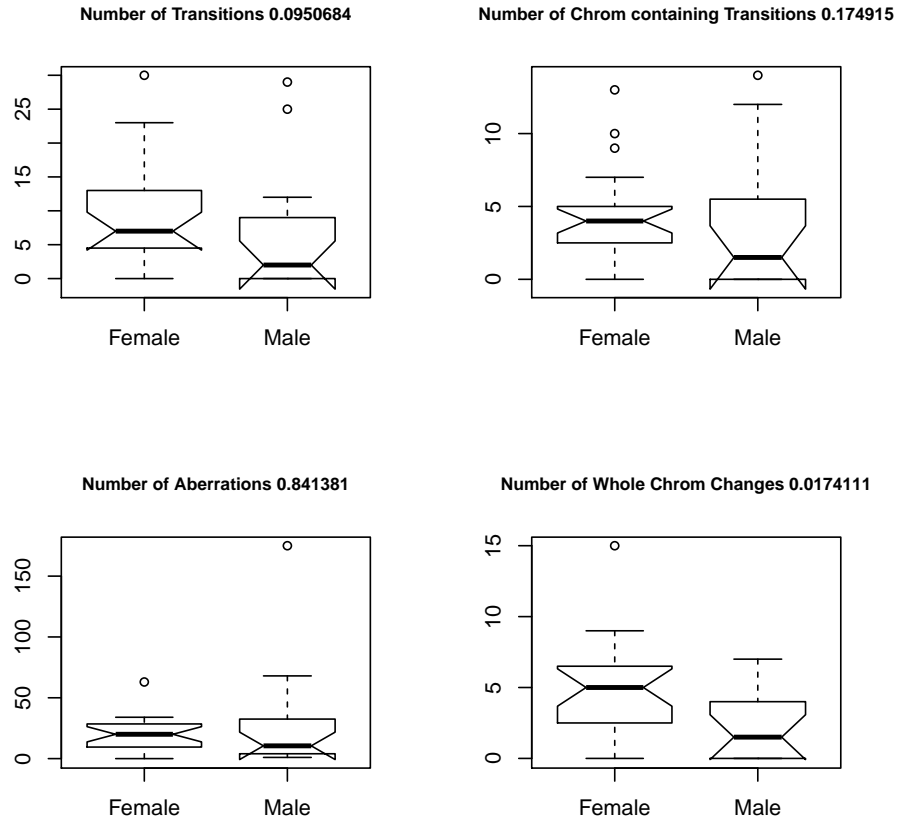 Number of Transitions 0.0950684
25
15
5
0
Female Male
Number of Chrom containing Transitions 0.174915
10
5
0
Female Male
Number of Aberrations 0.841381
150
100
50
0
Female Male
Number of Whole Chrom Changes 0.0174111
15
10
5
0
Female Male